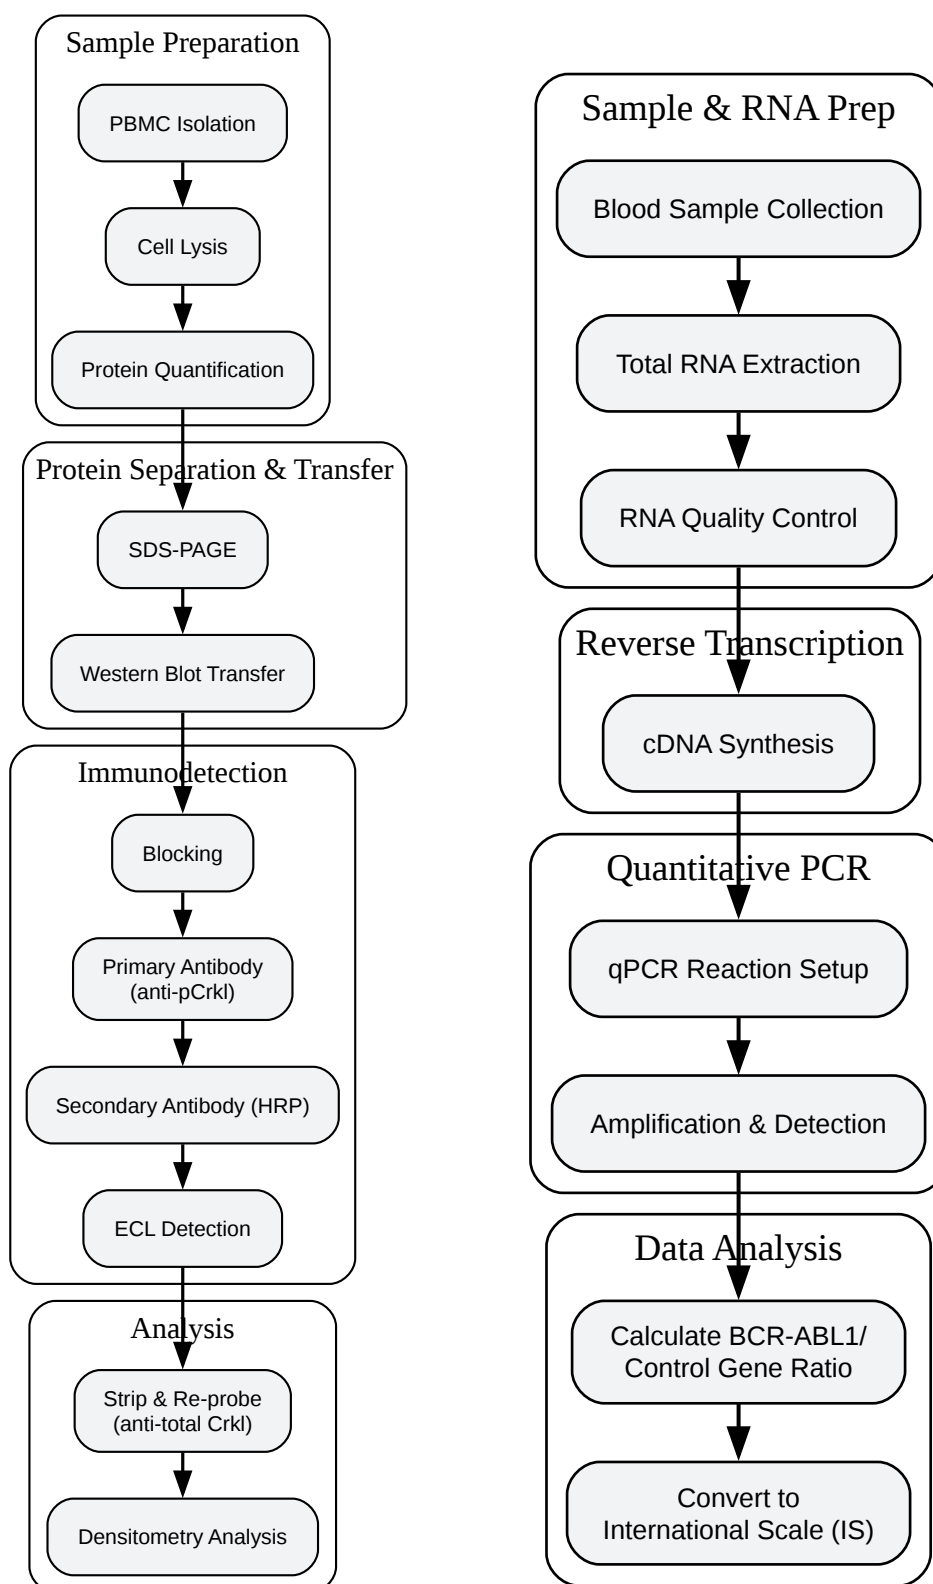 Sample Preparation
PBMC Isolation
Cell Lysis
Protein Quantification
Protein Separation & Transfer
SDS-PAGE
Western Blot Transfer
Immunodetection
Blocking
Primary Antibody
(anti-pCrkl)
Secondary Antibody (HRP)
ECL Detection
Analysis
Strip & Re-probe
(anti-total Crkl)
Densitometry Analysis
Sample & RNA Prep
Blood Sample Collection
Total RNA Extraction
RNA Quality Control
Reverse Transcription
cDNA Synthesis
Quantitative PCR
qPCR Reaction Setup
Amplification & Detection
Data Analysis
Calculate BCR-ABL1/
Control Gene Ratio
Convert to
International Scale (IS)